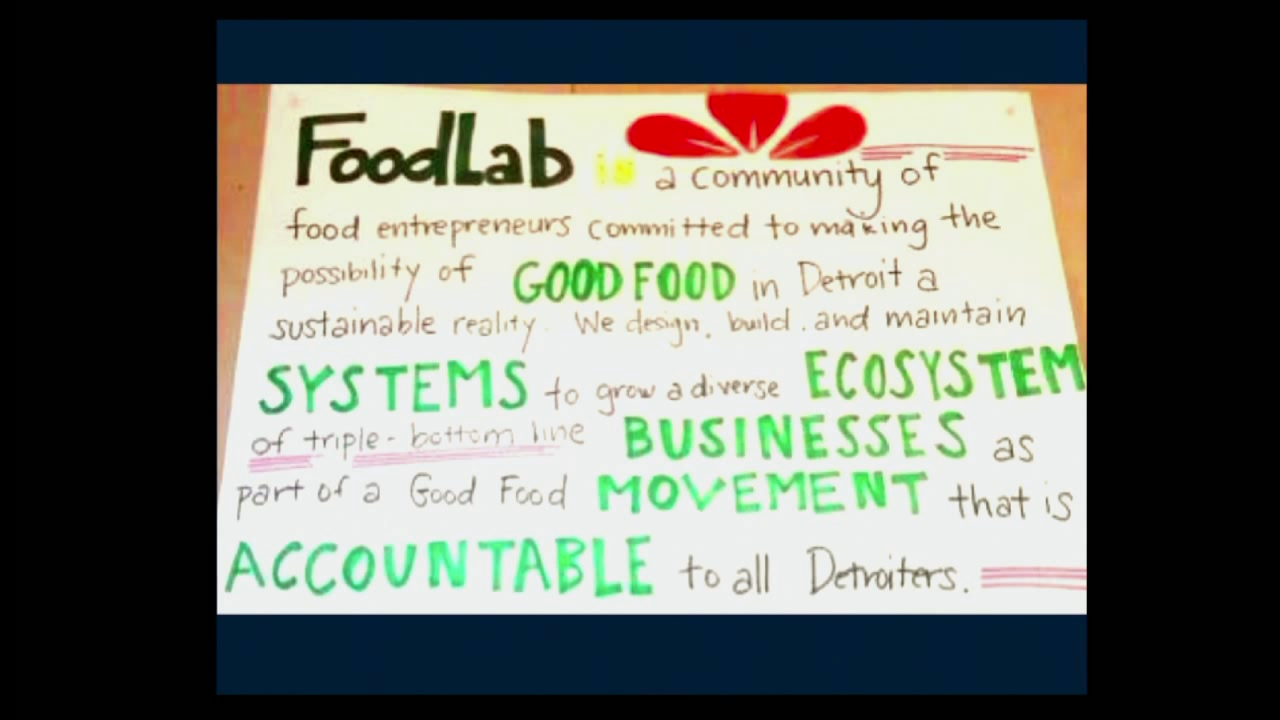 FoodLab is a community of
food entrepreneurs committed to making the
possibility of GOOD FOOD in Detroit a
sustainable reality. We design, build, and maintain
SYSTEMS to grow a diverse ECOSYSTEM
of triple-bottom line BUSINESSES as
part of a Good Food MOVEMENT that is
ACCOUNTABLE to all Detroiters.